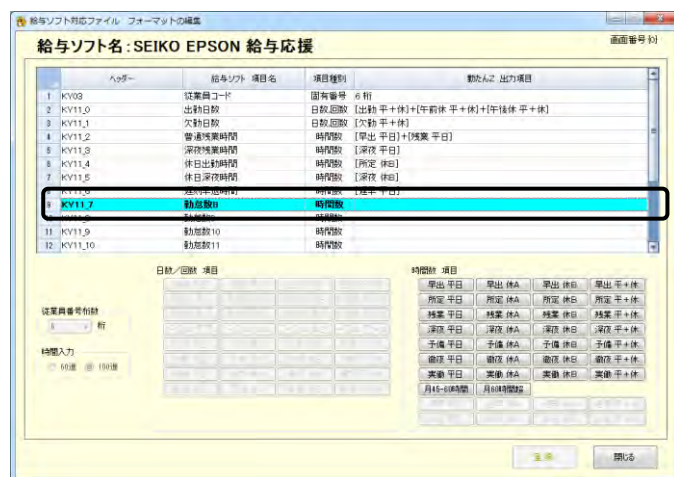 給与ソフト対応ファイル フォーマットの編集
給与ソフト名：SEIKO EPSON 給与応援
画面番号
ヘッダー 給与ソフト 項目名 項目種別 勤たんZ 出力項目
1 KY03 従業員コード 固有番号 6 桁
2 KY11_0 出勤日数 日数,回数 [出勤 平+休]+[午前休 平+休]+[午後休 平+休]
3 KY11_1 欠勤日数 日数,回数 [欠勤 平+休]
4 KY11_2 普通残業時間 時間数 [早出 平日]+[残業 平日]
5 KY11_3 深夜残業時間 時間数 [深夜 平日]
6 KY11_4 休日出勤時間 時間数 [所定 休B]
7 KY11_5 休日深夜時間 時間数 [深夜 休B]
9 KY11_7 勤怠数8 時間数
11 KY11_9 勤怠数10 時間数
12 KY11_10 勤怠数11 時間数
日数／回数 項目
時間数 項目
早出 平日 早出 休A 早出 休B 早出 平+休
所定 平日 所定 休A 所定 休B 所定 平+休
残業 平日 残業 休A 残業 休B 残業 平+休
深夜 平日 深夜 休A 深夜 休B 深夜 平+休
予備 平日 予備 休A 予備 休B 予備 平+休
徹夜 平日 徹夜 休A 徹夜 休B 徹夜 平+休
実働 平日 実働 休A 実働 休B 実働 平+休
月45-60時間 月60時間超
従業員番号桁数
桁
時間入力
60進 100進
登録 閉じる